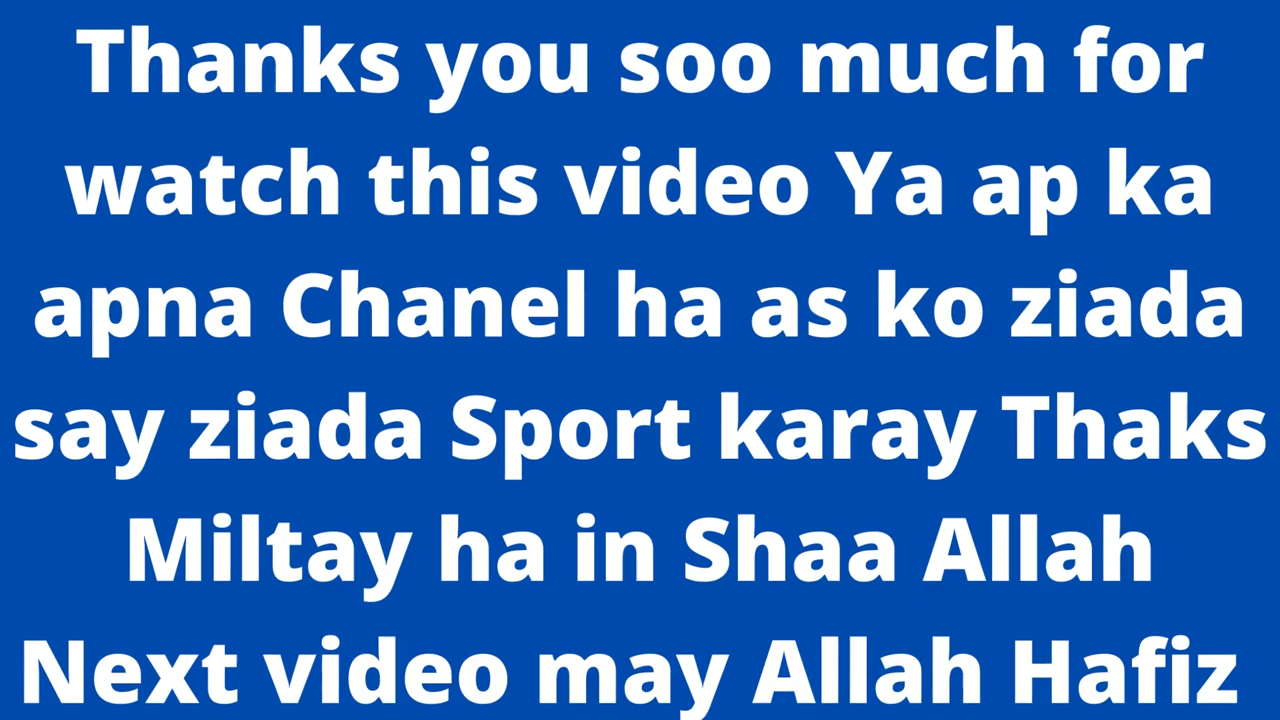 Thanks you soo much for
watch this video Ya ap ka
apna Chanel ha as ko ziada
say ziada Sport karay Thaks
Miltay ha in Shaa Allah
Next video may Allah Hafiz